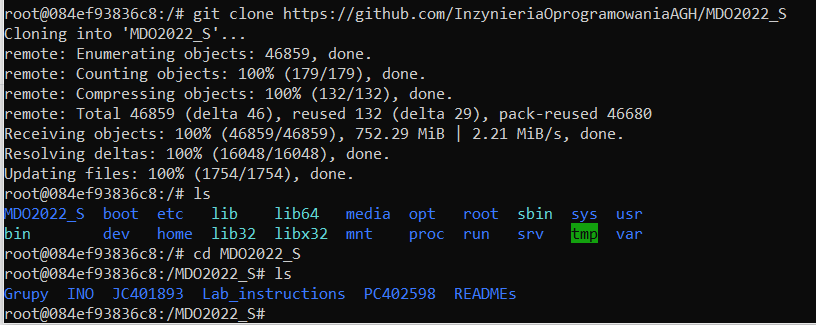 root@084ef93836c8:/# git clone https://github.com/InzynieriaOprogramowaniaAGH/MDO2022_S
Cloning into 'MDO2022_S'...
remote: Enumerating objects: 46859, done.
remote: Counting objects: 100% (179/179), done.
remote: Compressing objects: 100% (132/132), done.
remote: Total 46859 (delta 46), reused 132 (delta 29), pack-reused 46680
Receiving objects: 100% (46859/46859), 752.29 MiB | 2.21 MiB/s, done.
Resolving deltas: 100% (16048/16048), done.
Updating files: 100% (1754/1754), done.
root@084ef93836c8:/# ls
MDO2022_S  boot  etc   lib    lib64   media  opt   root  sbin  sys  usr
bin        dev   home  lib32  libx32  mnt    proc  run   srv   tmp  var
root@084ef93836c8:/# cd MDO2022_S
root@084ef93836c8:/MDO2022_S# ls
Grupy  INO  JC401893  Lab_instructions  PC402598  READMEs
root@084ef93836c8:/MDO2022_S#